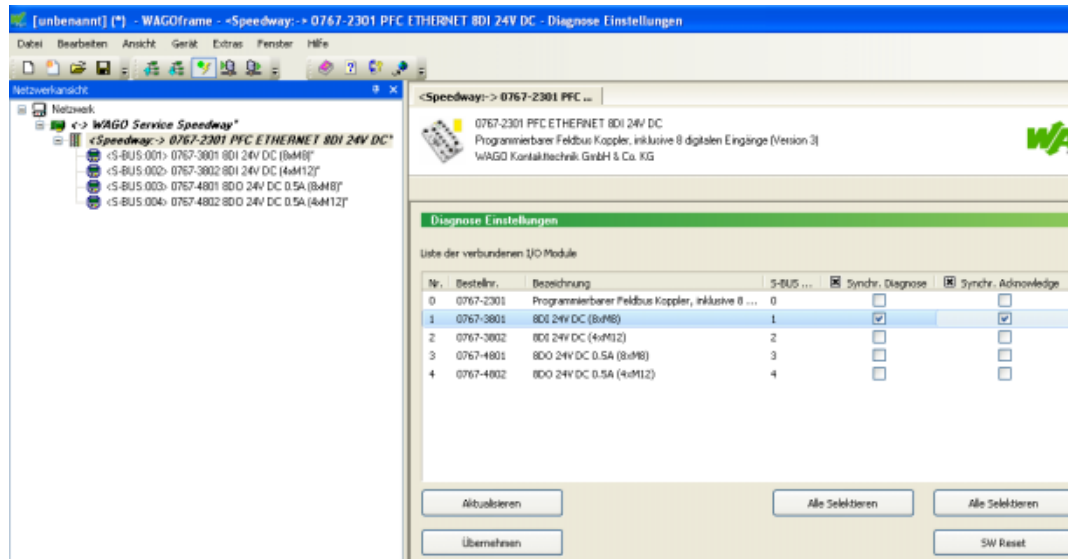 [unbenannt] (*) - WAGOframe - <Speedway:-> 0767-2301 PFC ETHERNET 8DI 24V DC - Diagnose Einstellungen
Datei Bearbeiten Ansicht Gerät Extras Fenster Hilfe
Netzwerkansicht
Netzwerk
<-> WAGO Service Speedway*
<Speedway:-> 0767-2301 PFC ETHERNET 8DI 24V DC*
<S-BUS:001> 0767-3801 8DI 24V DC (8xM8)*
<S-BUS:002> 0767-3802 8DI 24V DC (4xM12)*
<S-BUS:003> 0767-4801 8DO 24V DC 0.5A (8xM8)*
<S-BUS:004> 0767-4802 8DO 24V DC 0.5A (4xM12)*
<Speedway:-> 0767-2301 PFC ...
0767-2301 PFC ETHERNET 8DI 24V DC
Programmierbarer Feldbus Koppler, inklusive 8 digitalen Eingänge (Version 3)
WAGO Kontakttechnik GmbH & Co. KG
WA
Diagnose Einstellungen
Liste der verbundenen I/O Module
Nr. Bestellnr. Bezeichnung S-BUS ... Synchr. Diagnose Synchr. Acknowledge
0 0767-2301 Programmierbarer Feldbus Koppler, inklusive 8 ... 0
1 0767-3801 8DI 24V DC (8xM8) 1
2 0767-3802 8DI 24V DC (4xM12) 2
3 0767-4801 8DO 24V DC 0.5A (8xM8) 3
4 0767-4802 8DO 24V DC 0.5A (4xM12) 4
Aktualisieren Alle Selektieren Alle Selektieren
Übernehmen SW Reset